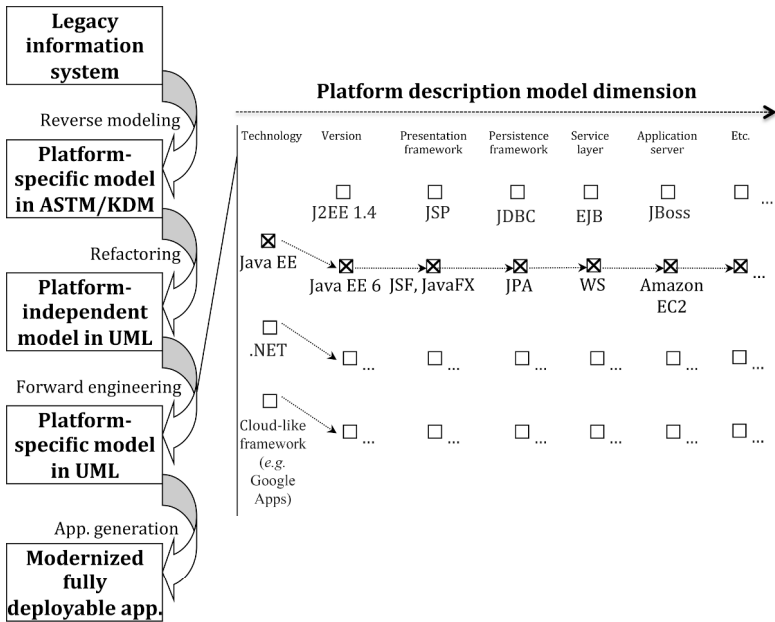 Legacy
information
system
Reverse modeling
Platform-
specific model
in ASTM/KDM
Refactoring
Platform-
independent
model in UML
Forward engineering
Platform-
specific model
in UML
App. generation
Modernized
fully
deployable app.
Platform description model dimension
Technology Version Presentation framework Persistence framework Service layer Application server Etc.
J2EE 1.4 JSP JDBC EJB JBoss ...
Java EE
Java EE 6 JSF, JavaFX JPA WS Amazon EC2 ...
.NET
... ... ... ... ... ...
Cloud-like
framework
(e.g.
Google
Apps)
... ... ... ... ... ...